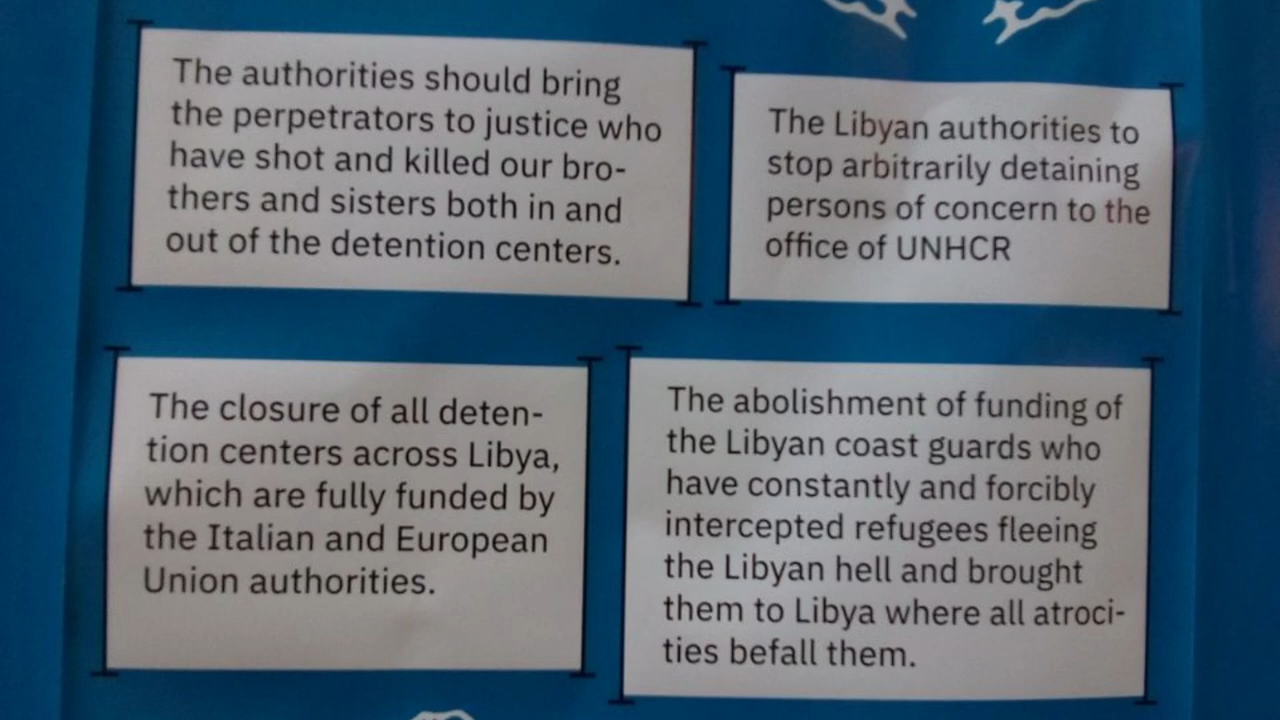 The authorities should bring
the perpetrators to justice who
have shot and killed our bro-
thers and sisters both in and
out of the detention centers.
The Libyan authorities to
stop arbitrarily detaining
persons of concern to the
office of UNHCR
The closure of all deten-
tion centers across Libya,
which are fully funded by
the Italian and European
Union authorities.
The abolishment of funding of
the Libyan coast guards who
have constantly and forcibly
intercepted refugees fleeing
the Libyan hell and brought
them to Libya where all atroci-
ties befall them.